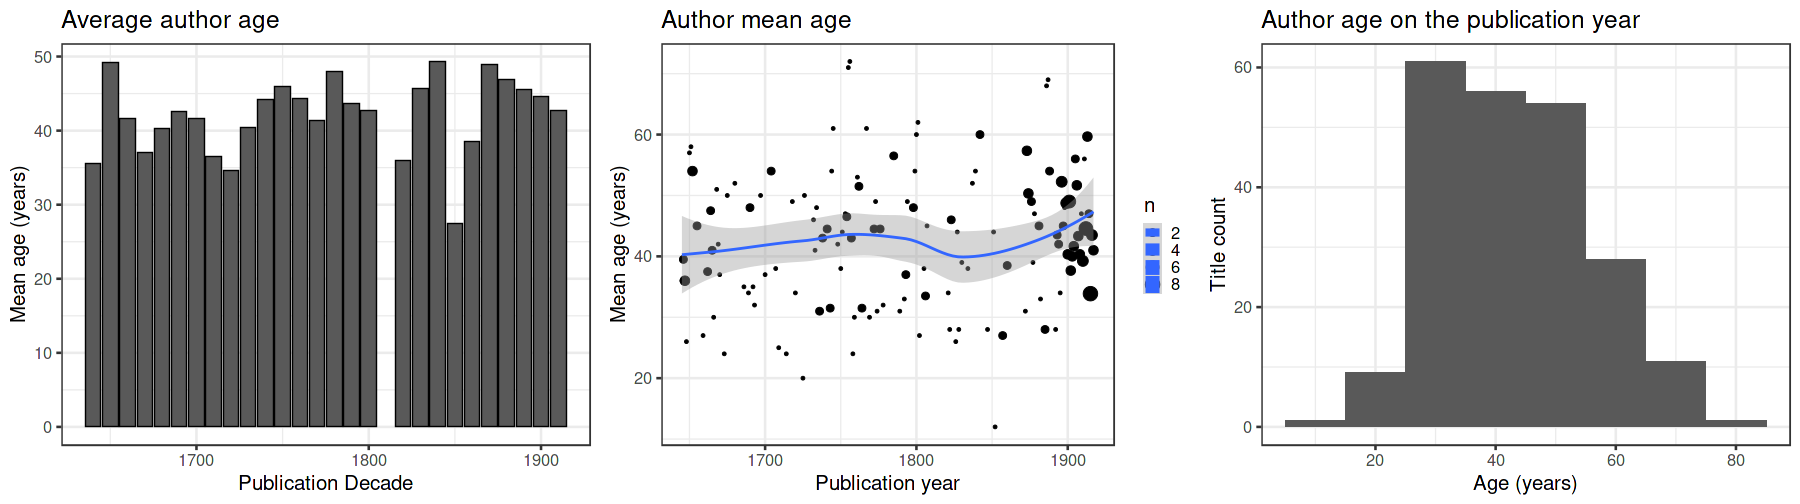 Average author age
Mean age (years)
50
40
30
20
10
0
1700
1800
1900
Publication Decade
Author mean age
Mean age (years)
60
40
20
1700
1800
1900
Publication year
n
2
4
6
8
Author age on the publication year
Title count
60
40
20
0
20
40
60
80
Age (years)